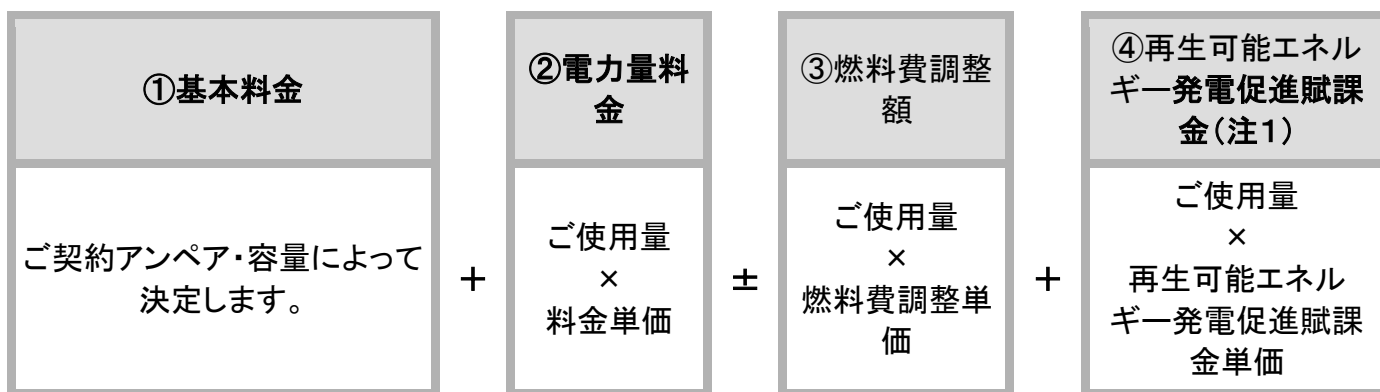 ①基本料金
ご契約アンペア・容量によって
決定します。
+
②電力量料
金
ご使用量
×
料金単価
±
③燃料費調整
額
ご使用量
×
燃料費調整単
価
+
④再生可能エネル
ギー発電促進賦課
金(注1)
ご使用量
×
再生可能エネル
ギー発電促進賦課
金単価